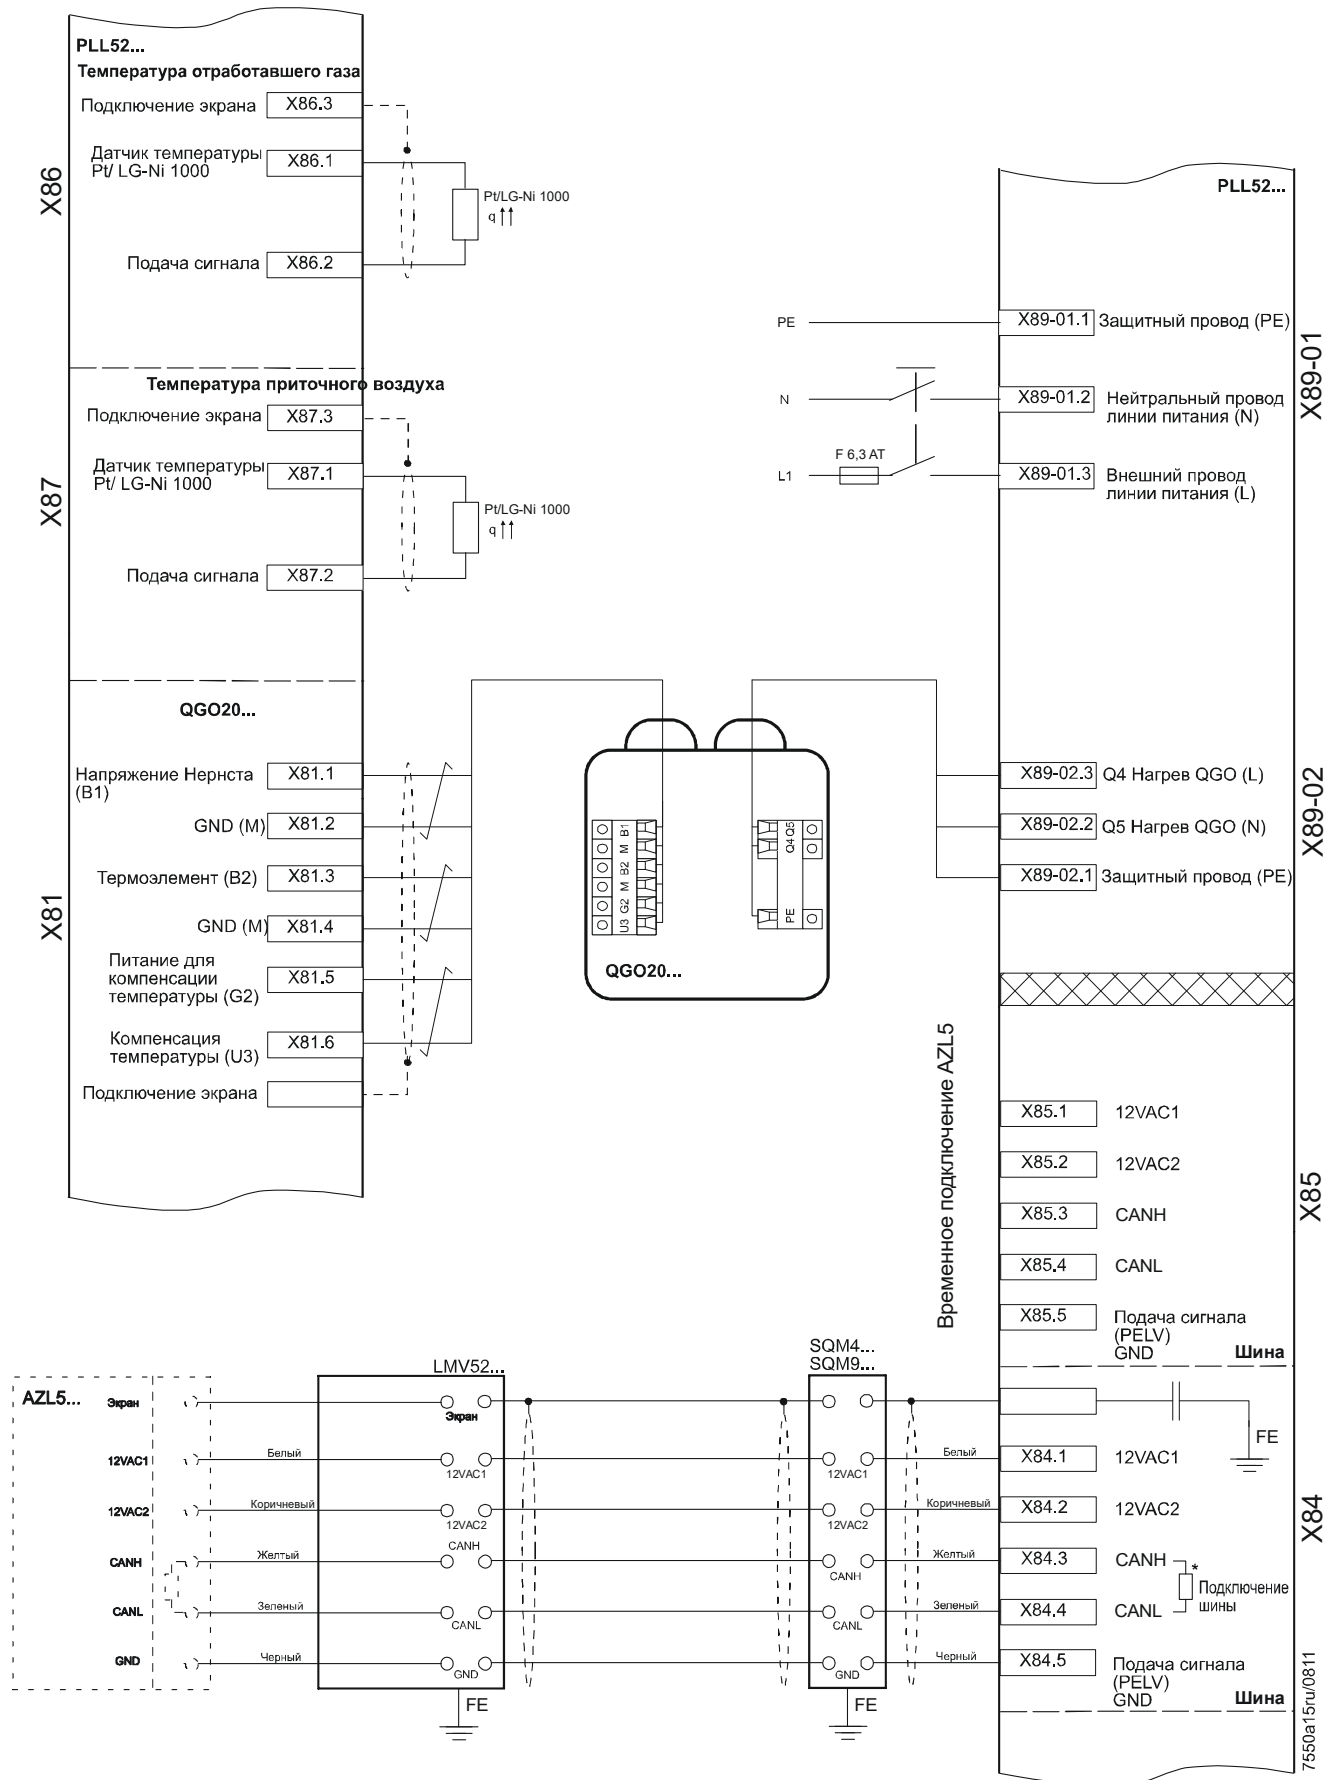 PLL52...
Температура отработавшего газа
Подключение экрана
X86.3
Датчик температуры
Pt/ LG-Ni 1000
X86.1
Pt/LG-Ni 1000
q
Подача сигнала
X86.2
X86
Температура приточного воздуха
Подключение экрана
X87.3
Датчик температуры
Pt/ LG-Ni 1000
X87.1
Pt/LG-Ni 1000
q
Подача сигнала
X87.2
X87
QGO20...
Напряжение Нернста
(B1)
X81.1
GND (M)
X81.2
Термоэлемент (B2)
X81.3
GND (M)
X81.4
Питание для
компенсации
температуры (G2)
X81.5
Компенсация
температуры (U3)
X81.6
Подключение экрана
X81
B1
M
B2
M
G2
U3
Q5
Q4
PE
QGO20...
PLL52...
PE
X89-01.1
Защитный провод (PE)
N
X89-01.2
Нейтральный провод
линии питания (N)
F 6,3 AT
L1
X89-01.3
Внешний провод
линии питания (L)
X89-01
X89-02.3
Q4 Нагрев QGO (L)
X89-02.2
Q5 Нагрев QGO (N)
X89-02.1
Защитный провод (PE)
X89-02
Временное подключение AZL5
X85.1
12VAC1
X85.2
12VAC2
X85.3
CANH
X85.4
CANL
X85.5
Подача сигнала
(PELV)
GND
Шина
X85
AZL5...
Экран
12VAC1
12VAC2
CANH
CANL
GND
Белый
Коричневый
Желтый
Зеленый
Черный
LMV52...
Экран
12VAC1
12VAC2
CANH
CANL
GND
FE
SQM4...
SQM9...
12VAC1
12VAC2
CANH
CANL
GND
FE
Белый
Коричневый
Желтый
Зеленый
Черный
FE
X84.1
12VAC1
X84.2
12VAC2
X84.3
CANH
*
Подключение
шины
X84.4
CANL
X84.5
Подача сигнала
(PELV)
GND
Шина
X84
7550a15ru/0811